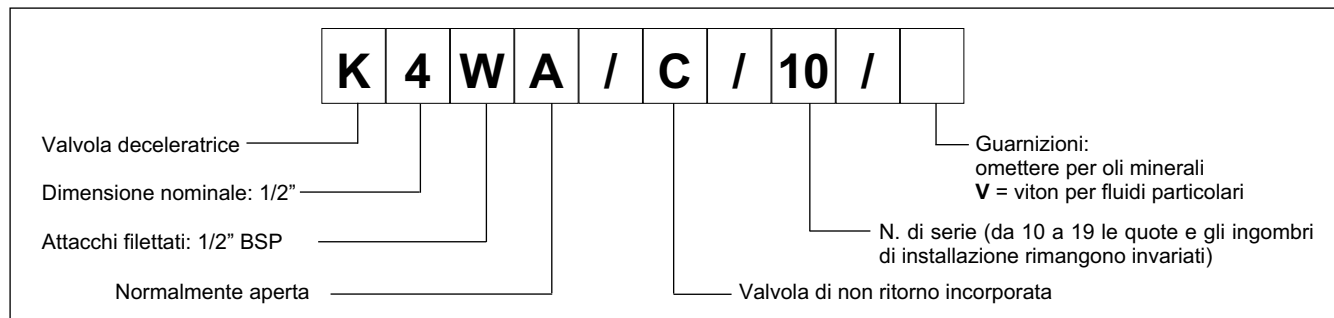 K 4 W A / C / 10 /
Valvola deceleratrice
Dimensione nominale: 1/2”
Attacchi filettati: 1/2” BSP
Normalmente aperta
Guarnizioni:
omettere per oli minerali
V = viton per fluidi particolari
N. di serie (da 10 a 19 le quote e gli ingombri
di installazione rimangono invariati)
Valvola di non ritorno incorporata